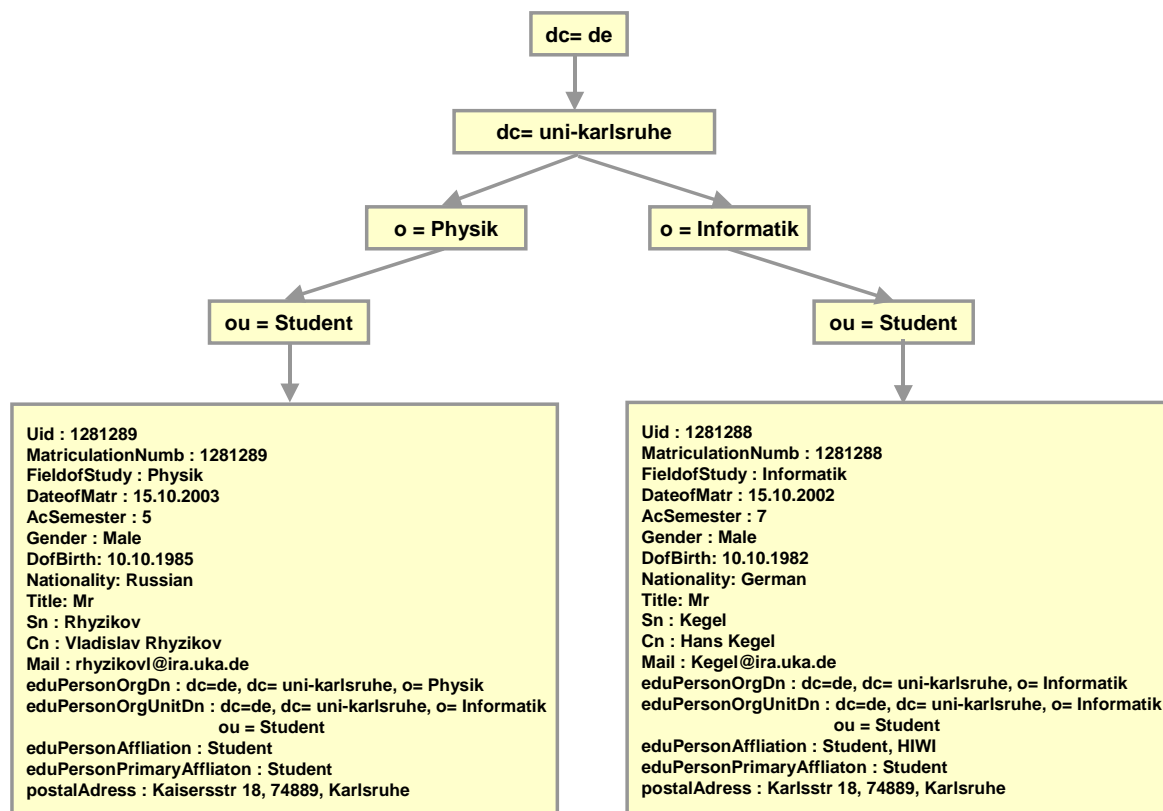 dc= de
dc= uni-karlsruhe
o = Physik
o = Informatik
ou = Student
ou = Student
Uid : 1281289
MatriculationNumb : 1281289
FieldofStudy : Physik
DateofMatr : 15.10.2003
AcSemester : 5
Gender : Male
DofBirth: 10.10.1985
Nationality: Russian
Title: Mr
Sn : Rhyzikov
Cn : Vladislav Rhyzikov
Mail : rhyzikovl@ira.uka.de
eduPersonOrgDn : dc=de, dc= uni-karlsruhe, o= Physik
eduPersonOrgUnitDn : dc=de, dc= uni-karlsruhe, o= Informatik
ou = Student
eduPersonAffliation : Student
eduPersonPrimaryAffliaton : Student
postalAdress : Kaisersstr 18, 74889, Karlsruhe
Uid : 1281288
MatriculationNumb : 1281288
FieldofStudy : Informatik
DateofMatr : 15.10.2002
AcSemester : 7
Gender : Male
DofBirth: 10.10.1982
Nationality: German
Title: Mr
Sn : Kegel
Cn : Hans Kegel
Mail : Kegel@ira.uka.de
eduPersonOrgDn : dc=de, dc= uni-karlsruhe, o= Informatik
eduPersonOrgUnitDn : dc=de, dc= uni-karlsruhe, o= Informatik
ou = Student
eduPersonAffliation : Student, HIWI
eduPersonPrimaryAffliaton : Student
postalAdress : Karlsstr 18, 74889, Karlsruhe